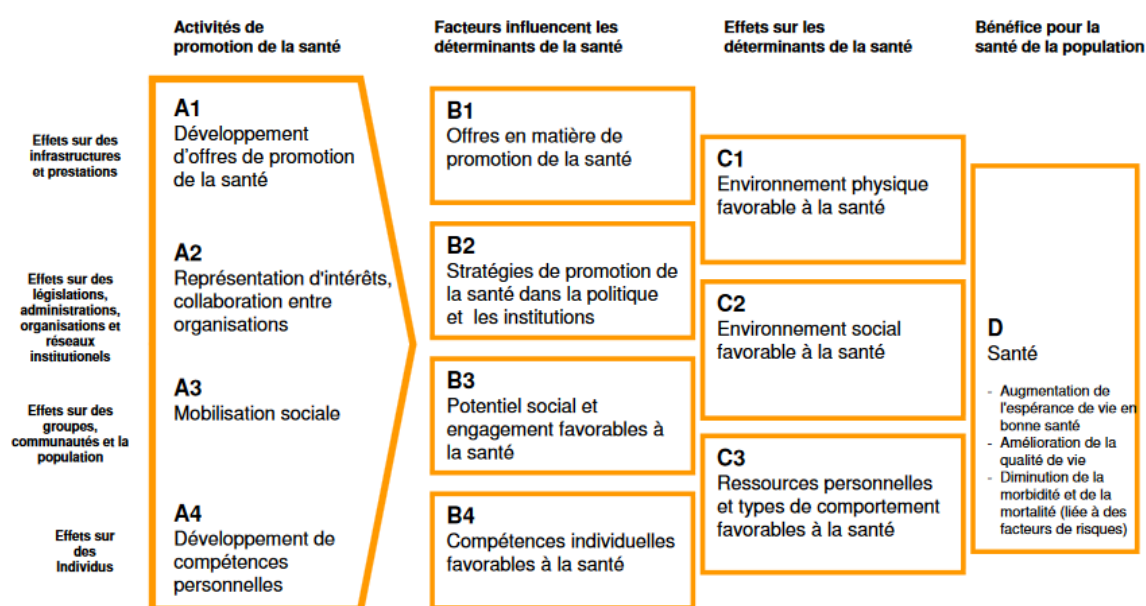 Activités de
promotion de la santé
Facteurs influencent les
déterminants de la santé
Effets sur les
déterminants de la santé
Bénéfice pour la
santé de la population
Effets sur des
infrastructures
et prestations
A1
Développement
d'offres de promotion
de la santé
B1
Offres en matière de
promotion de la santé
C1
Environnement physique
favorable à la santé
Effets sur des
législations,
administrations,
organisations et
réseaux
institutionels
A2
Représentation d'intérêts,
collaboration entre
organisations
B2
Stratégies de promotion de
la santé dans la politique
et les institutions
C2
Environnement social
favorable à la santé
D
Santé
- Augmentation de
l'espérance de vie en
bonne santé
- Amélioration de la
qualité de vie
- Diminution de la
morbidité et de la
mortalité (liée à des
facteurs de risques)
Effets sur des
groupes,
communautés et la
population
A3
Mobilisation sociale
B3
Potentiel social et
engagement favorables à
la santé
C3
Ressources personnelles
et types de comportement
favorables à la santé
Effets sur
des
Individus
A4
Développement de
compétences
personnelles
B4
Compétences individuelles
favorables à la santé